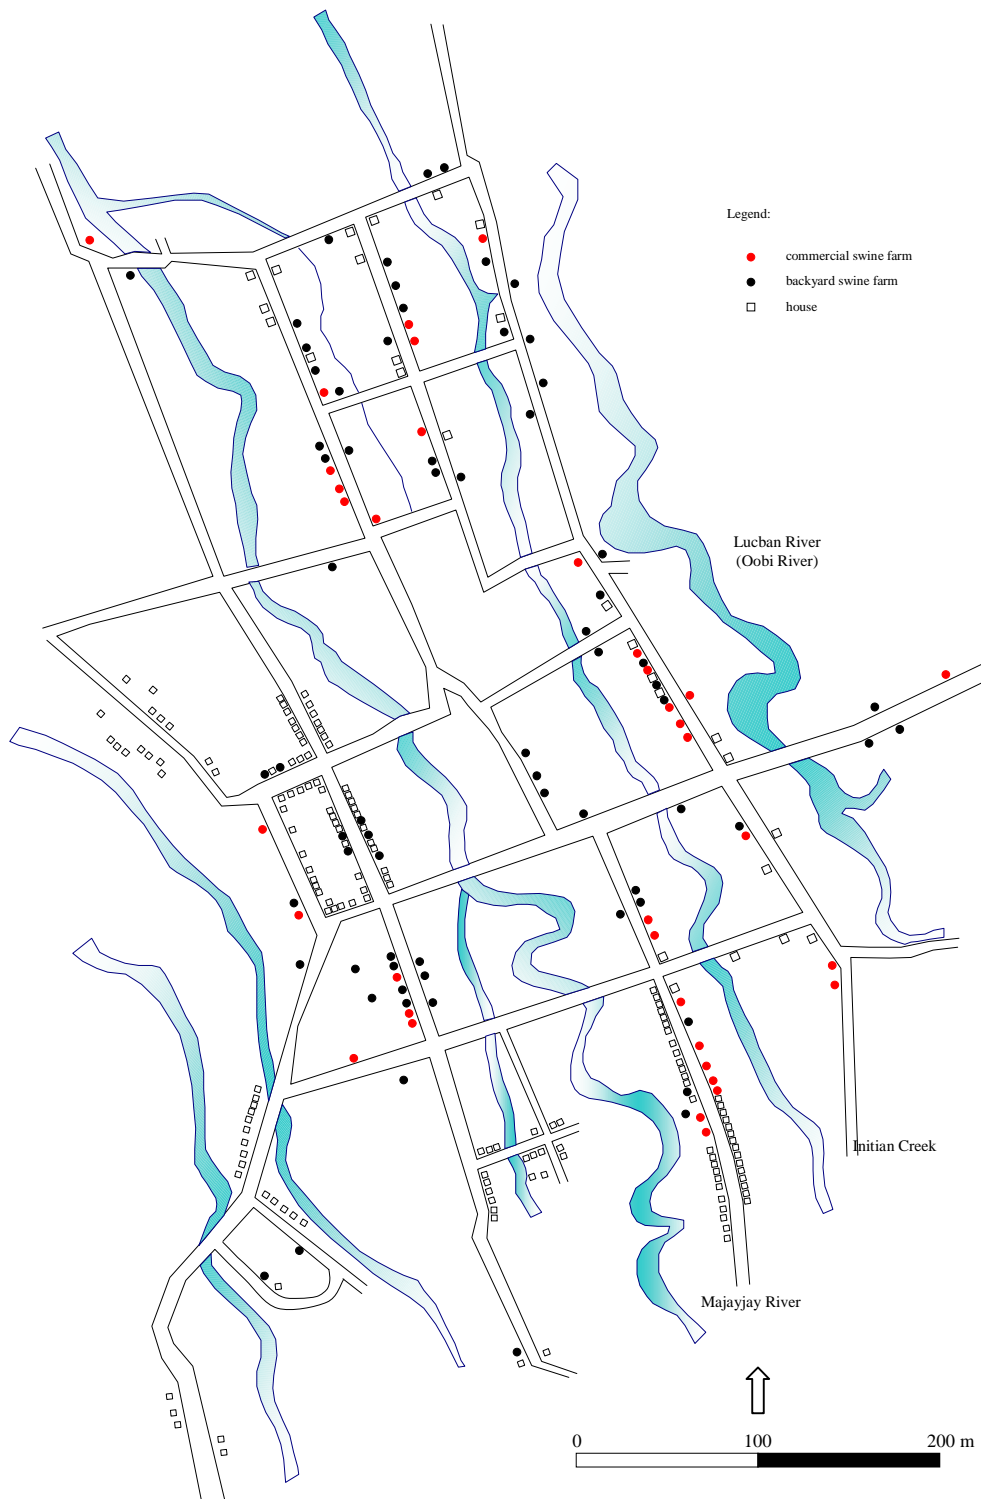 Legend:
commercial swine farm
backyard swine farm
house
Lucban River
(Oobi River)
Initian Creek
Majayjay River
0 100 200 m